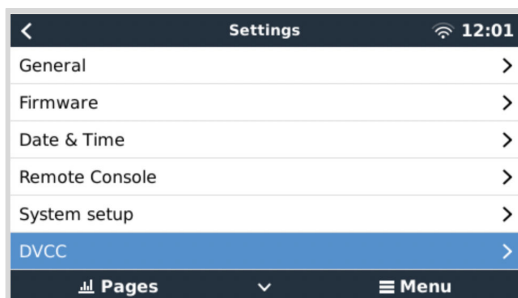 Settings 12:01
General
Firmware
Date & Time
Remote Console
System setup
DVCC
Pages Menu